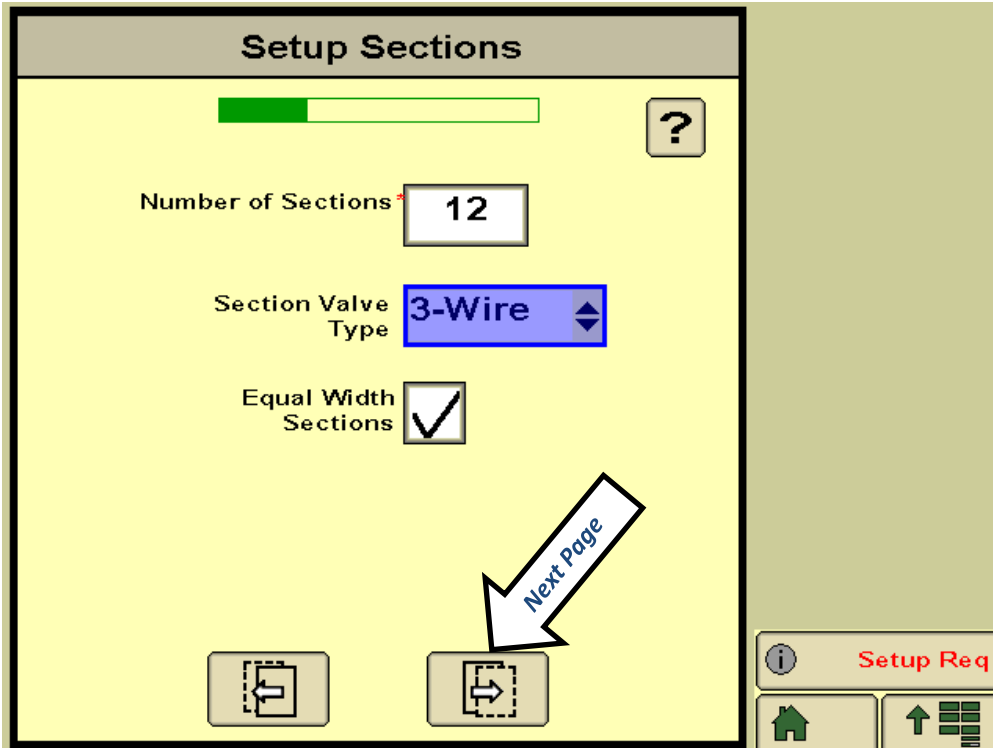 Setup Sections
?
Number of Sections*
12
Section Valve
Type
3-Wire
Equal Width
Sections
Next Page
i
Setup Req